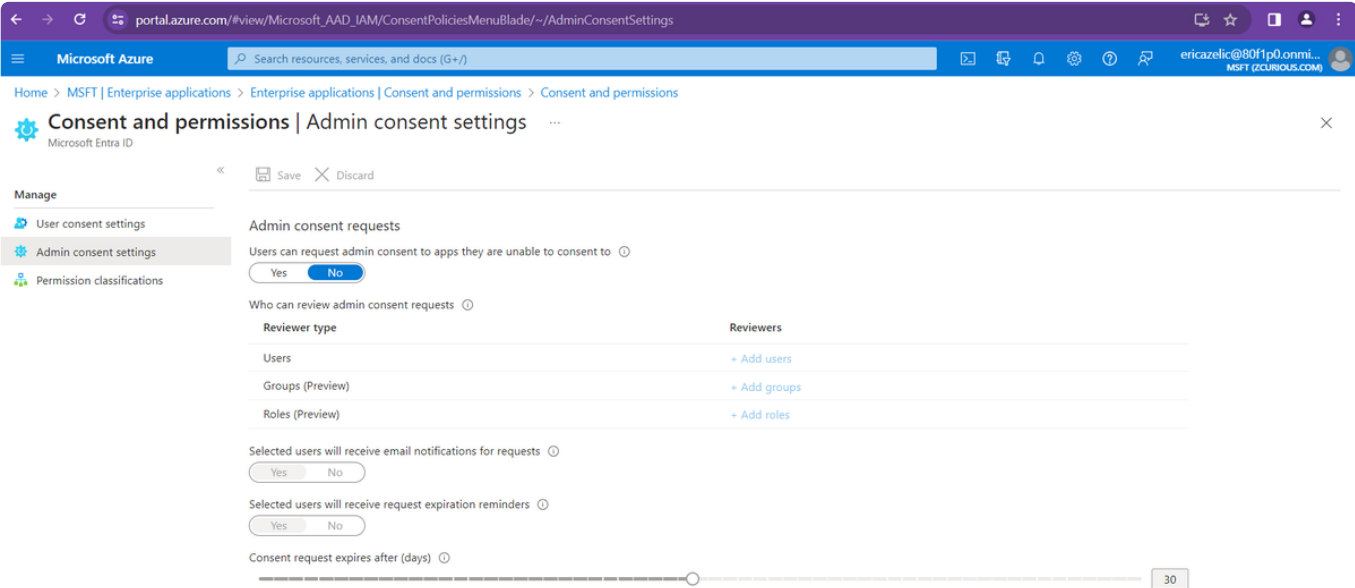 portal.azure.com/#view/Microsoft_AAD_IAM/ConsentPoliciesMenuBlade/~/AdminConsentSettings
Microsoft Azure
Search resources, services, and docs (G+/)
ericazelic@80f1p0.onmi...
MSFT (ZCURIOUS.COM)
Home > MSFT | Enterprise applications > Enterprise applications | Consent and permissions > Consent and permissions
Consent and permissions | Admin consent settings ...
Microsoft Entra ID
«
Save Discard
Manage
User consent settings
Admin consent settings
Permission classifications
Admin consent requests
Users can request admin consent to apps they are unable to consent to
Yes No
Who can review admin consent requests
Reviewer type Reviewers
Users + Add users
Groups (Preview) + Add groups
Roles (Preview) + Add roles
Selected users will receive email notifications for requests
Yes No
Selected users will receive request expiration reminders
Yes No
Consent request expires after (days)
30